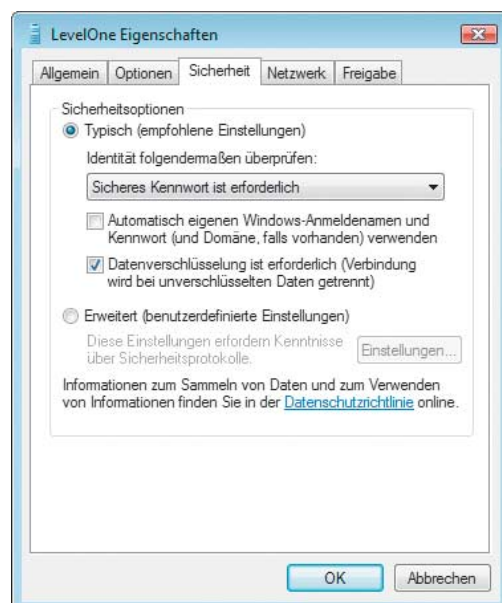 LevelOne Eigenschaften
Allgemein Optionen Sicherheit Netzwerk Freigabe
Sicherheitsoptionen
Typisch (empfohlene Einstellungen)
Identität folgendermaßen überprüfen:
Sicheres Kennwort ist erforderlich
Automatisch eigenen Windows-Anmeldenamen und
Kennwort (und Domäne, falls vorhanden) verwenden
Datenverschlüsselung ist erforderlich (Verbindung
wird bei unverschlüsselten Daten getrennt)
Erweitert (benutzerdefinierte Einstellungen)
Diese Einstellungen erfordern Kenntnisse
über Sicherheitsprotokolle.
Einstellungen...
Informationen zum Sammeln von Daten und zum Verwenden
von Informationen finden Sie in der Datenschutzrichtlinie online.
OK Abbrechen